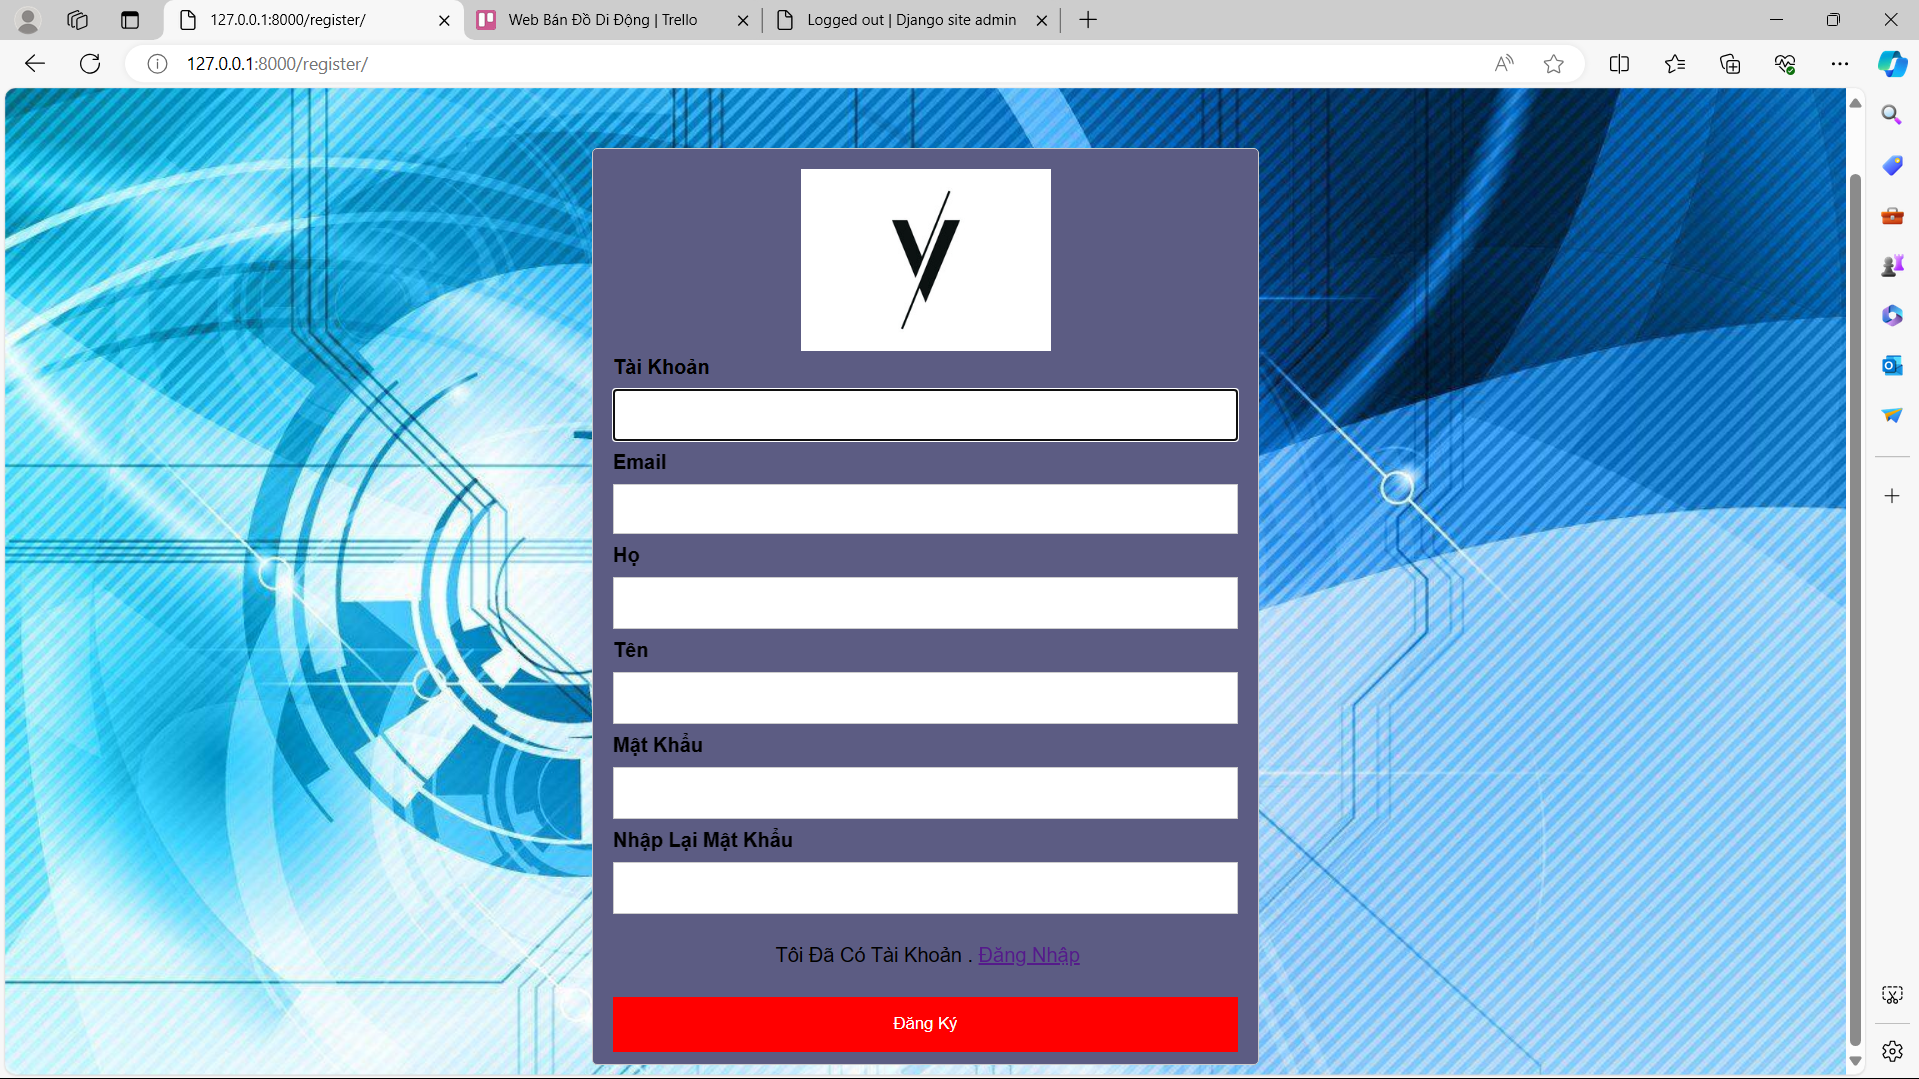 127.0.0.1:8000/register/
Web Bán Đồ Di Động | Trello
Logged out | Django site admin
127.0.0.1:8000/register/
Tài Khoản
Email
Họ
Tên
Mật Khẩu
Nhập Lại Mật Khẩu
Tôi Đã Có Tài Khoản . Đăng Nhập
Đăng Ký